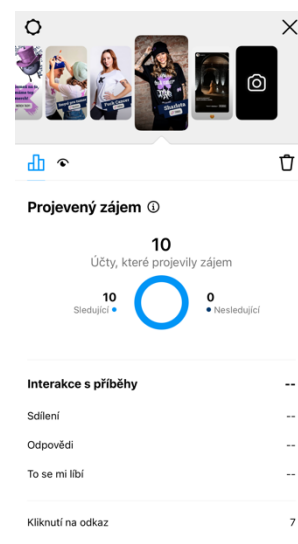 Projevený zájem
10
Účty, které projevily zájem
10
Sledující
0
Nesledující
Interakce s příběhy --
Sdílení --
Odpovědi --
To se mi líbí --
Kliknutí na odkaz 7